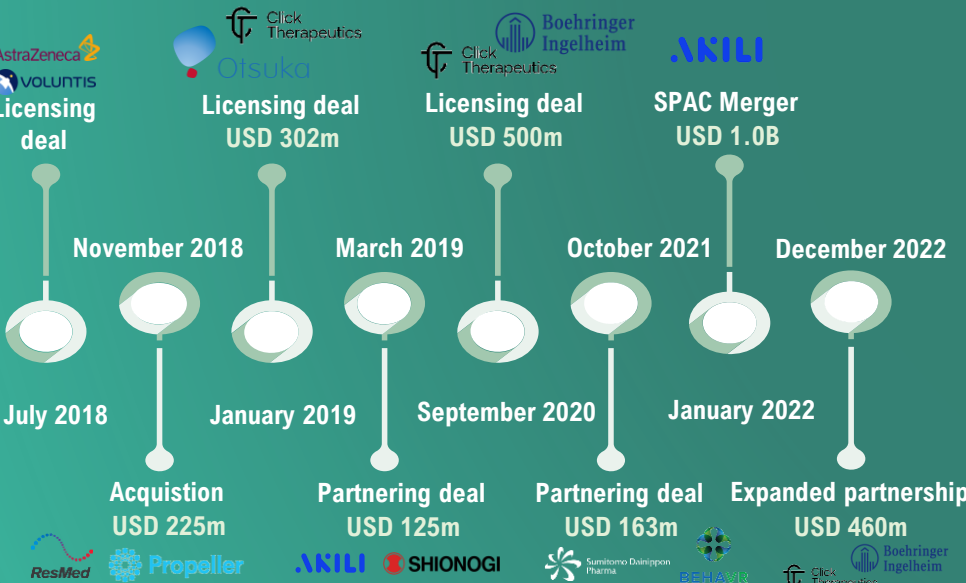 AstraZeneca
VOLUNTIS
Licensing
deal
Click
Therapeutics
Otsuka
Licensing deal
USD 302m
Click
Therapeutics
Boehringer
Ingelheim
Licensing deal
USD 500m
AKILI
SPAC Merger
USD 1.0B
November 2018
March 2019
October 2021
December 2022
July 2018
January 2019
September 2020
January 2022
Acquistion
USD 225m
ResMed
Propeller
Partnering deal
USD 125m
AKILI
SHIONOGI
Partnering deal
USD 163m
Sumitomo Dainippon
Pharma
BEHAVR
Expanded partnership
USD 460m
Click
Therapeutics
Boehringer
Ingelheim